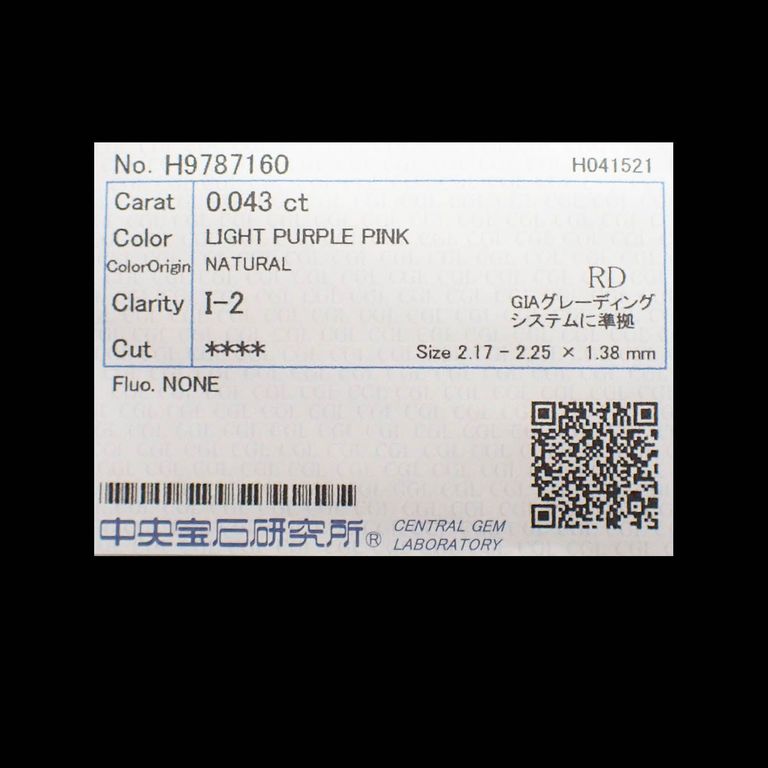 No. H9787160 H041521
Carat 0.043 ct
Color LIGHT PURPLE PINK
ColorOrigin NATURAL
RD
Clarity I-2
GIAグレーディング
システムに準拠
Cut ****
Size 2.17 - 2.25 × 1.38 mm
Fluo. NONE
中央宝石研究所® CENTRAL GEM
LABORATORY